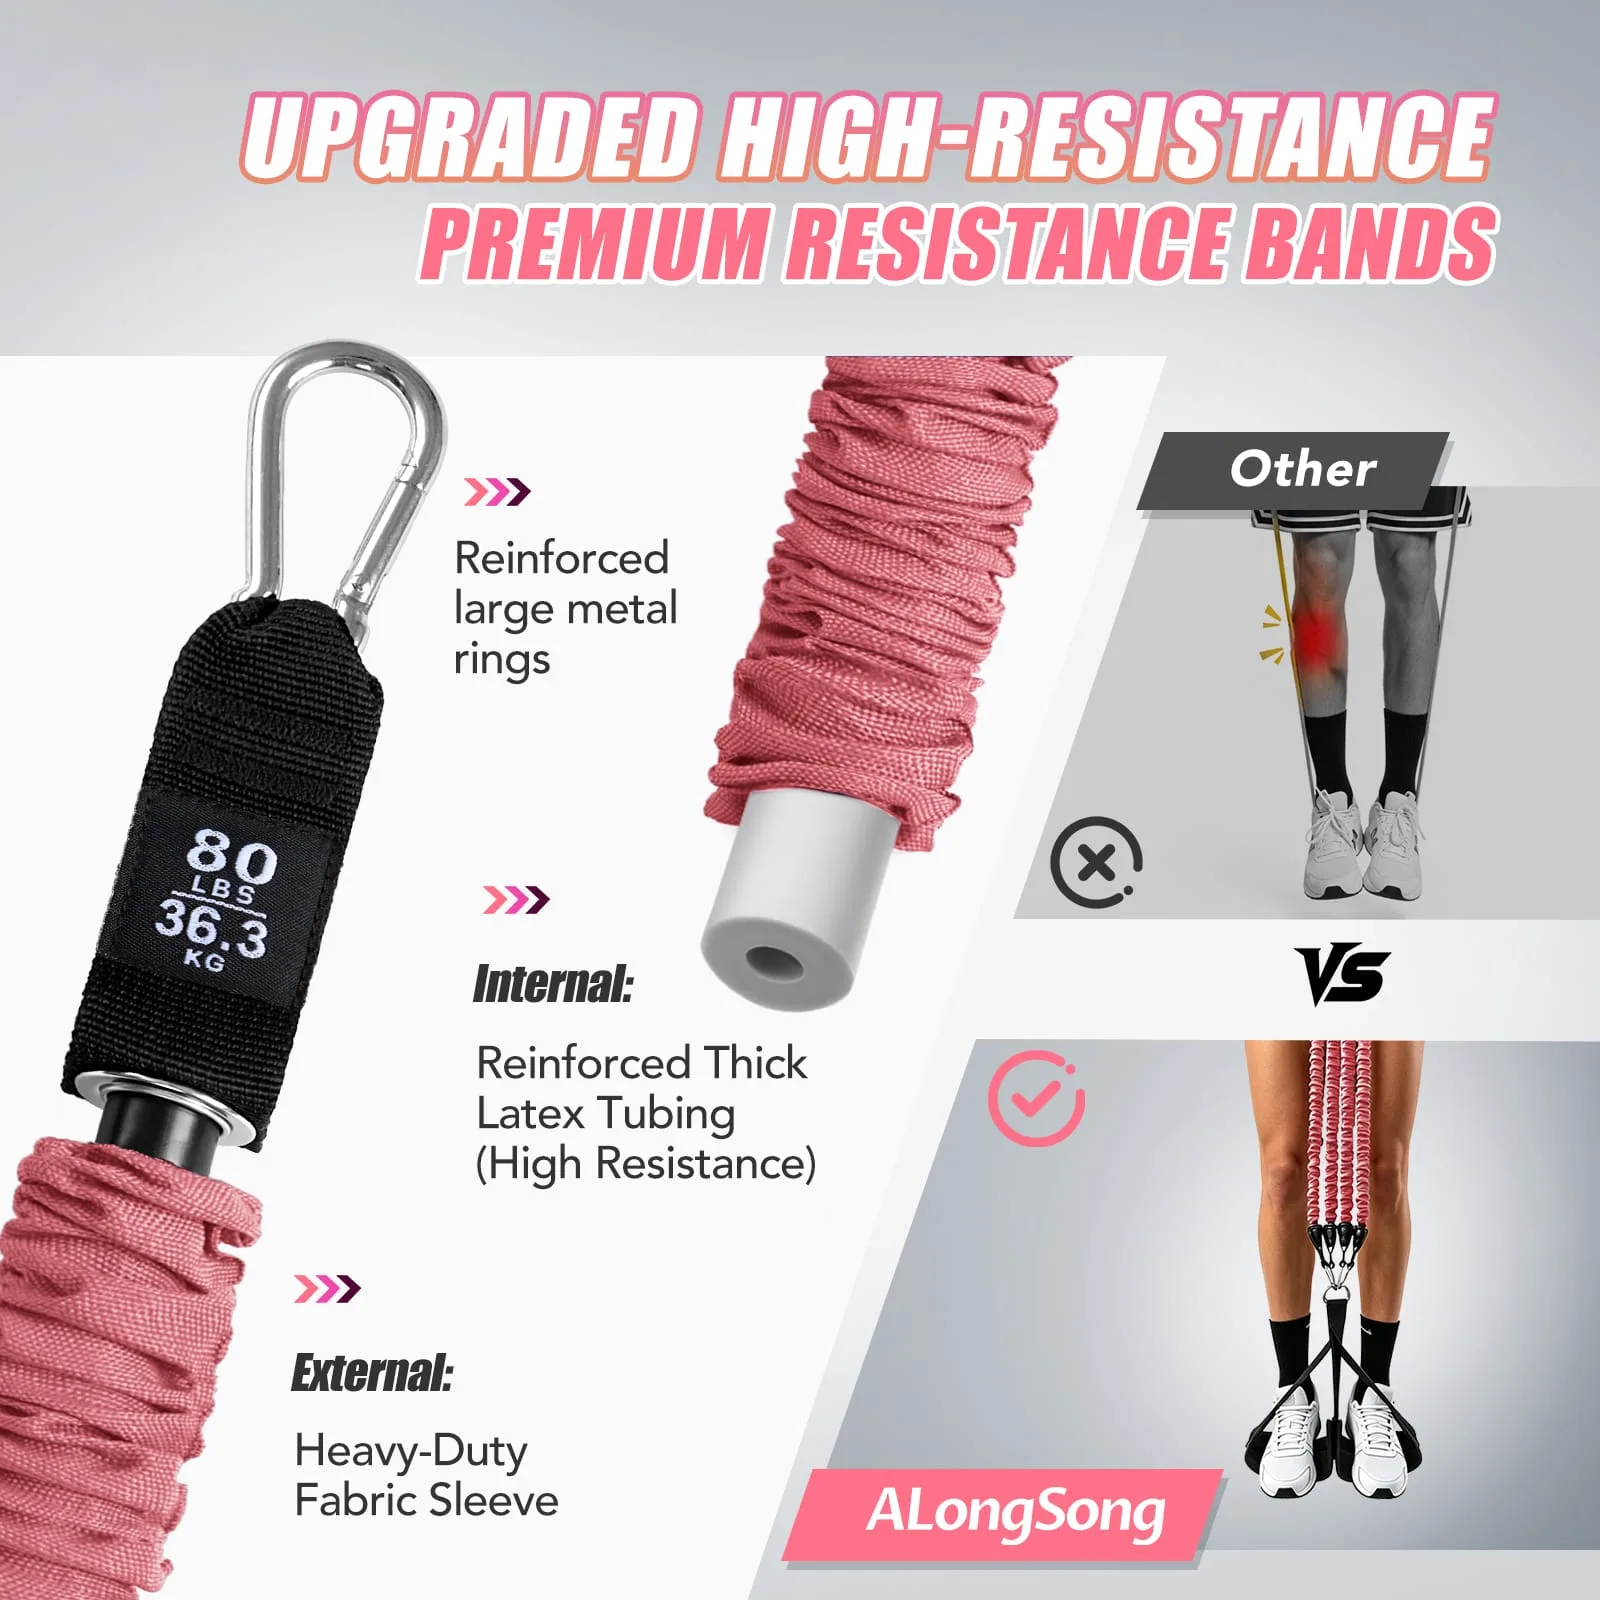 UPGRADED HIGH-RESISTANCE
PREMIUM RESISTANCE BANDS
Other
Reinforced
large metal
rings
80
LBS
36.3
KG
VS
Internal:
Reinforced Thick
Latex Tubing
(High Resistance)
External:
Heavy-Duty
Fabric Sleeve
ALongSong